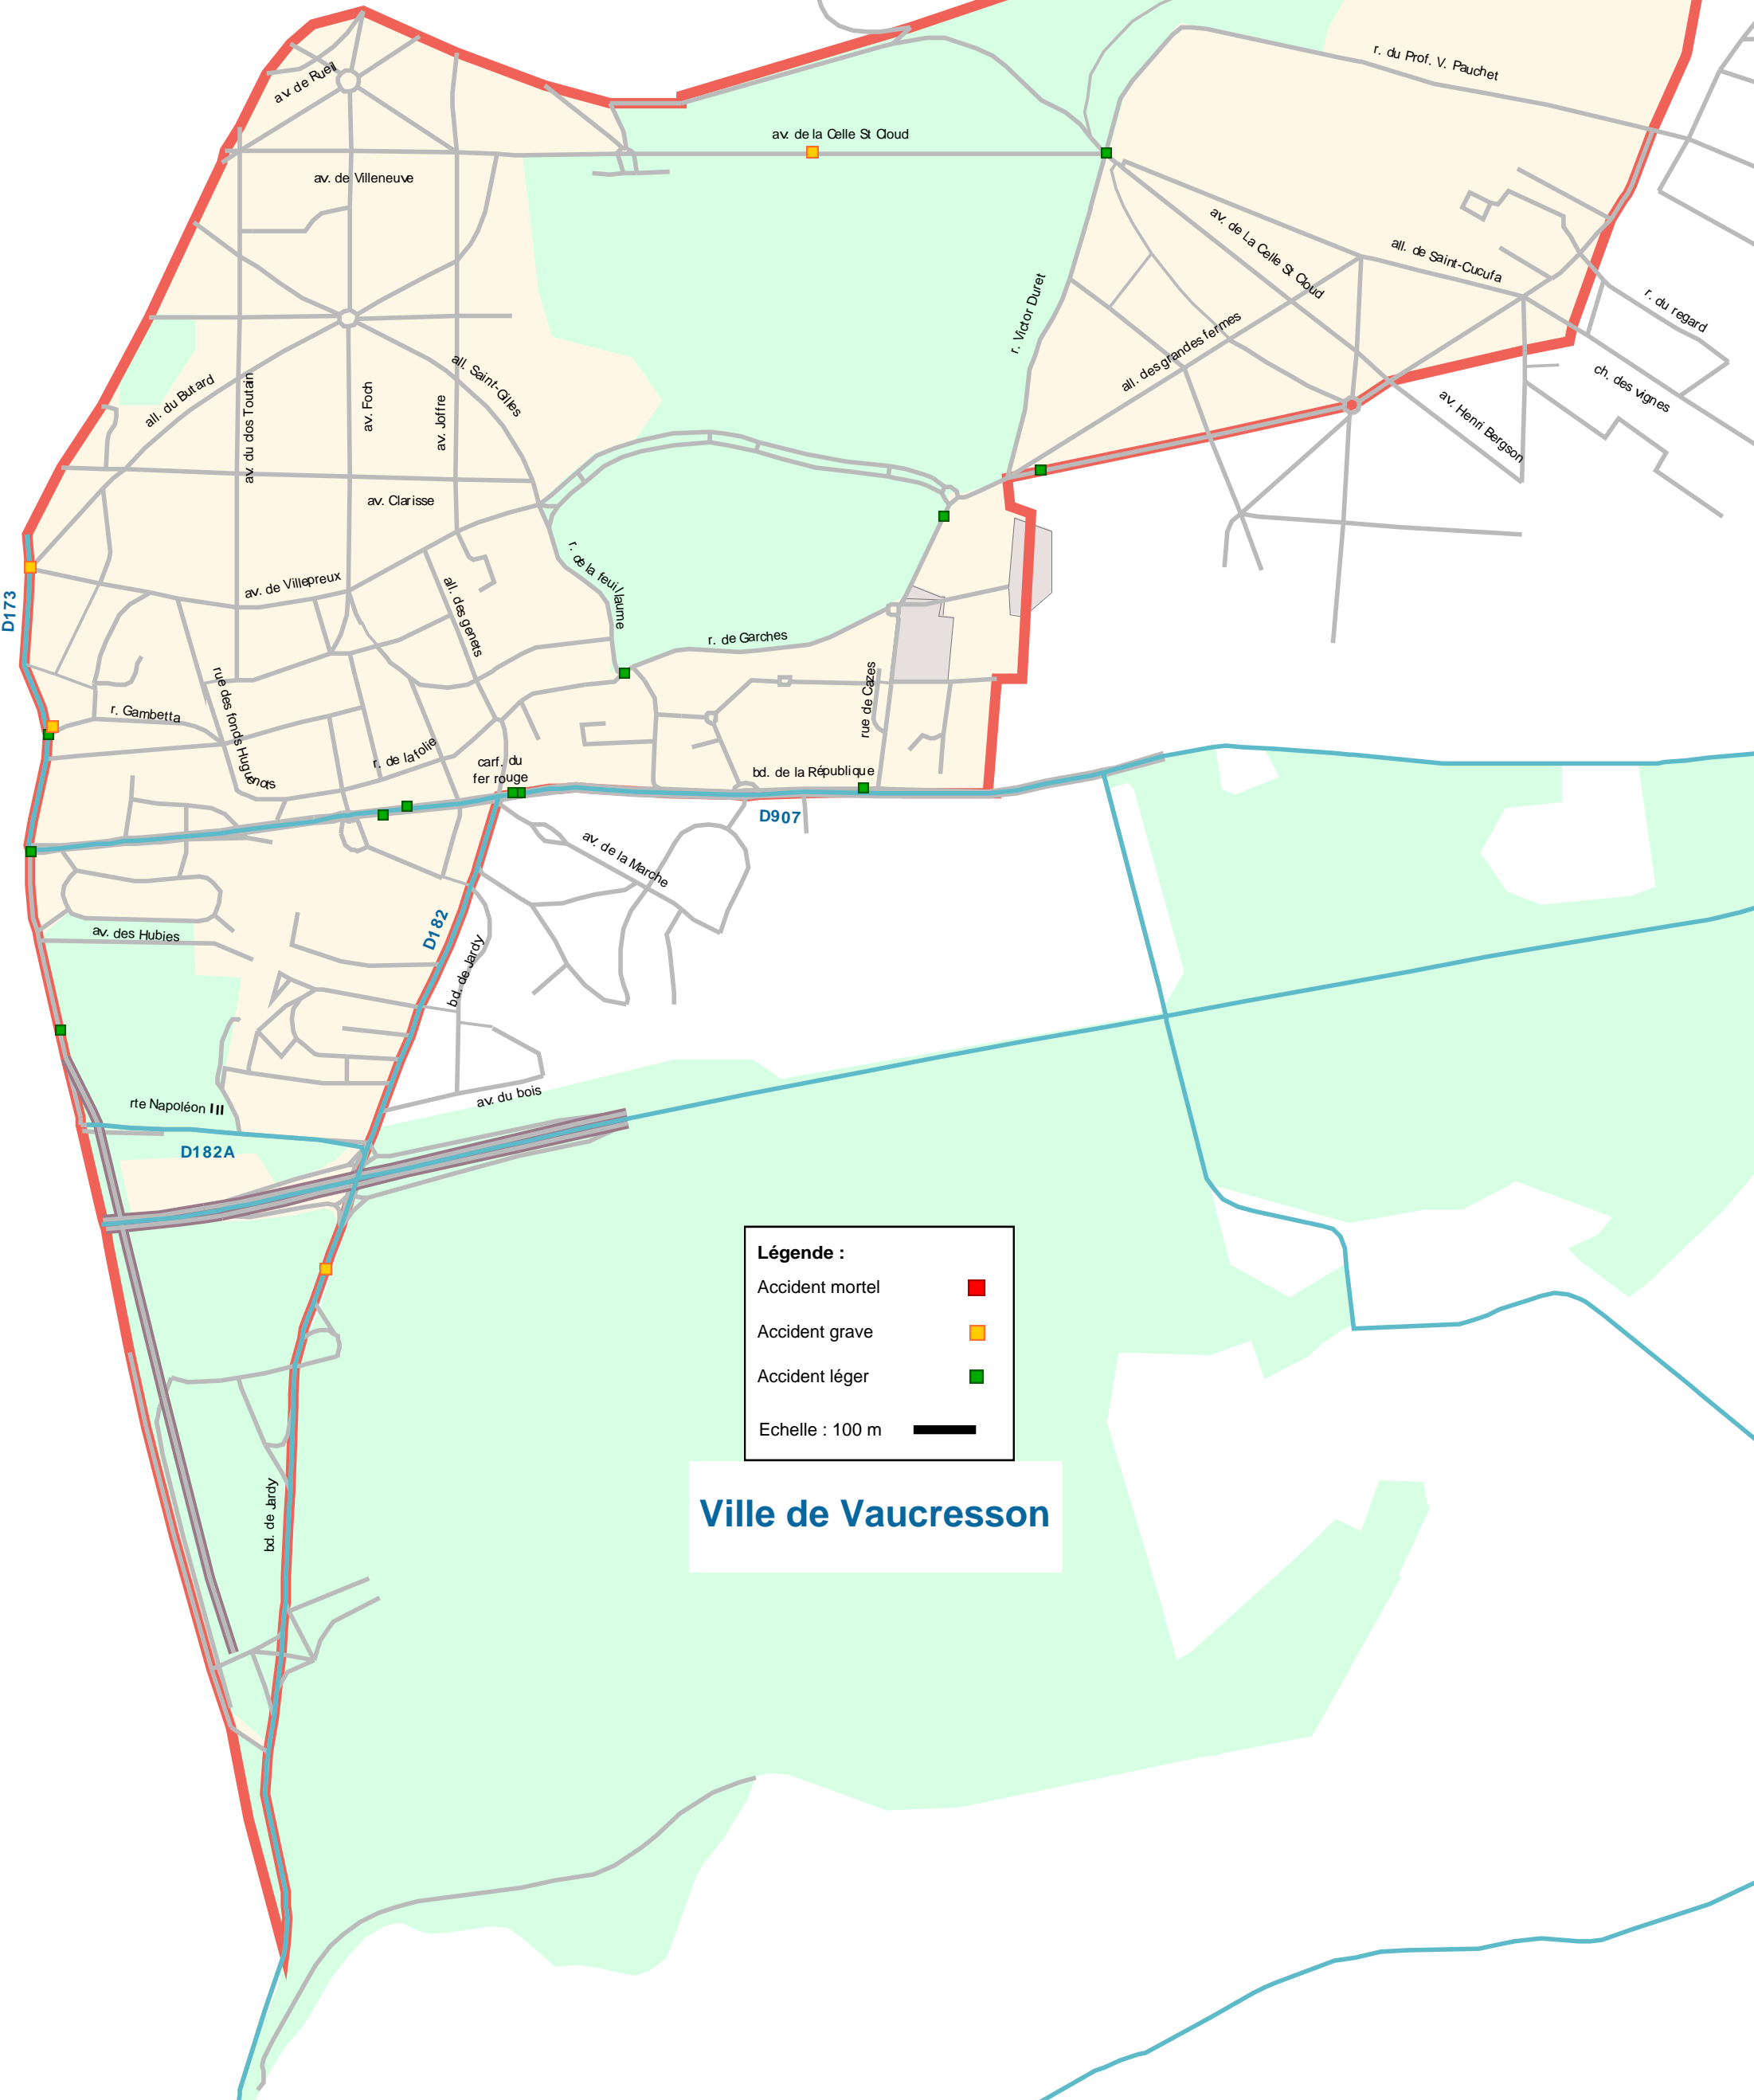 r. du Prof. V. Pauchet
av. de Rueil
av. de la Celle St Cloud
av. de Villeneuve
av. de La Celle St Cloud
all. de Saint-Cucufa
r. du regard
r. Victor Duret
all. des grandes fermes
all. Saint-Gilles
all. du Butard
av. du dos Toutain
av. Foch
av. Joffre
ch. des vignes
av. Henri Bergson
av. Clarisse
r. de la feuillaume
av. de Villepreux
all. des genets
D173
r. de Garches
rue de Cazes
rue des fonds Huguenots
r. Gambetta
r. de la folie
carf. du
fer rouge
bd. de la République
D907
av. de la Marche
D182
av. des Hubies
bd. de Jardy
av. du bois
rte Napoléon III
D182A
Légende :
Accident mortel
Accident grave
Accident léger
Echelle : 100 m
Ville de Vaucresson
bd. de Jardy